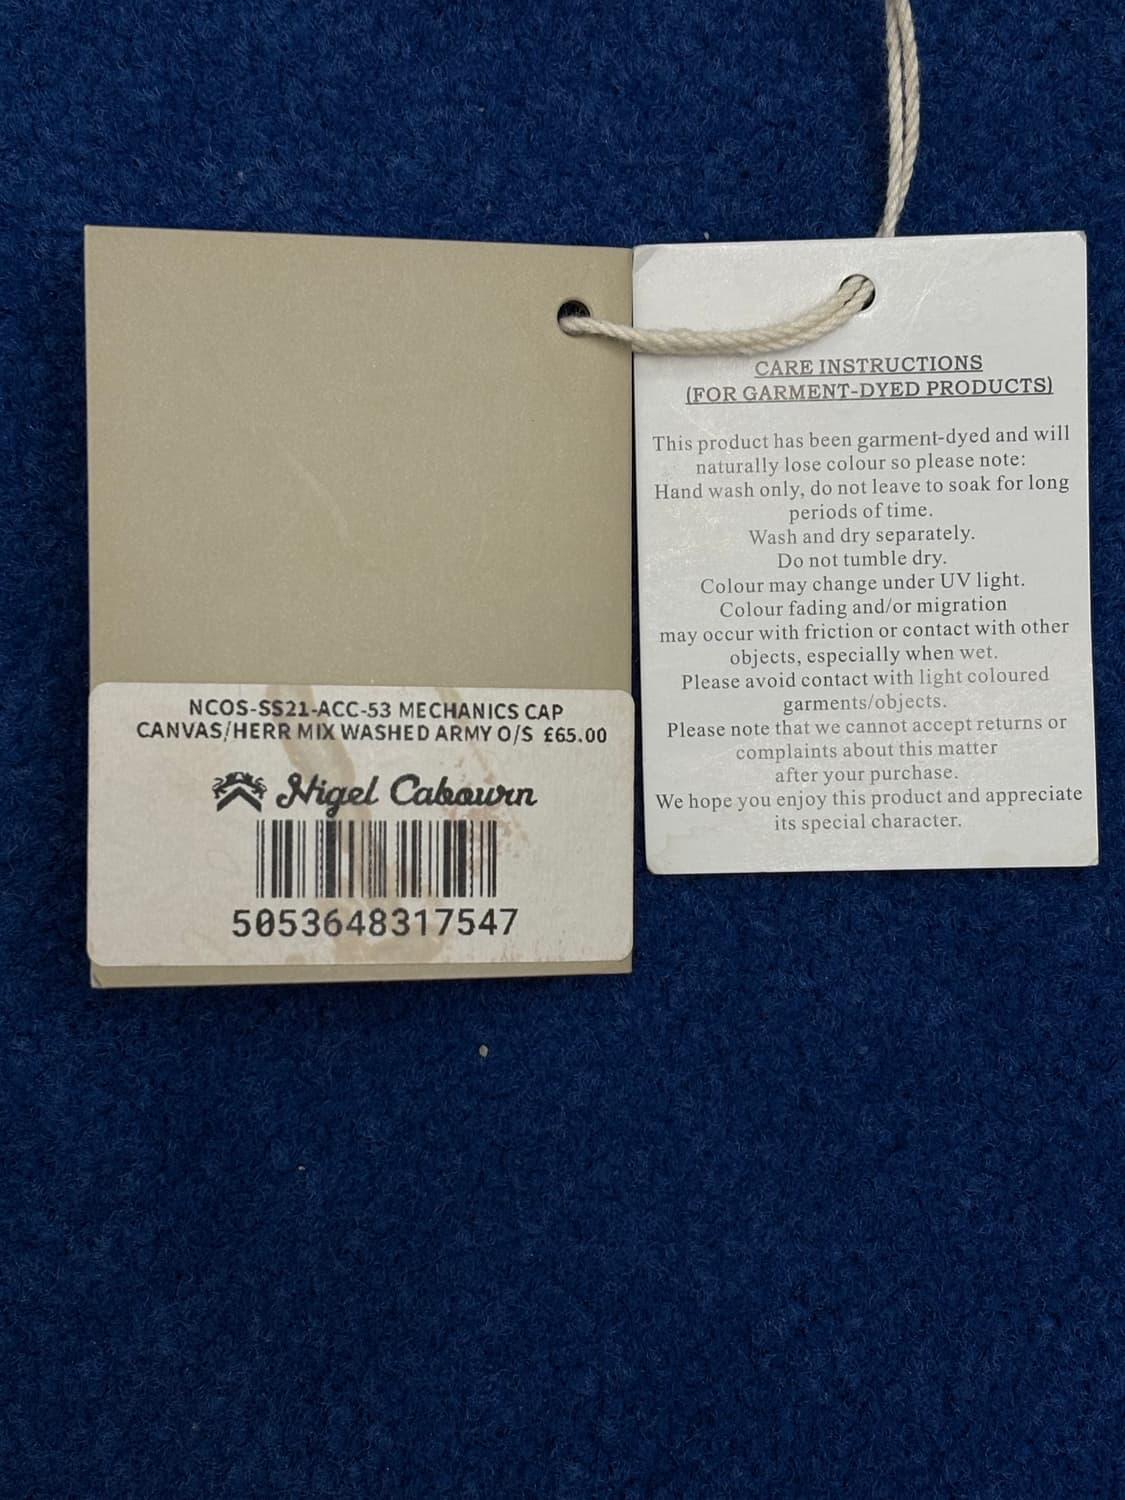 NCOS-SS21-ACC-53 MECHANICS CAP
CANVAS/HERR MIX WASHED ARMY O/S £65.00
Nigel Cabourn
5053648317547
CARE INSTRUCTIONS
(FOR GARMENT-DYED PRODUCTS)
This product has been garment-dyed and will
naturally lose colour so please note:
Hand wash only, do not leave to soak for long
periods of time.
Wash and dry separately.
Do not tumble dry.
Colour may change under UV light.
Colour fading and/or migration
may occur with friction or contact with other
objects, especially when wet.
Please avoid contact with light coloured
garments/objects.
Please note that we cannot accept returns or
complaints about this matter
after your purchase.
We hope you enjoy this product and appreciate
its special character.